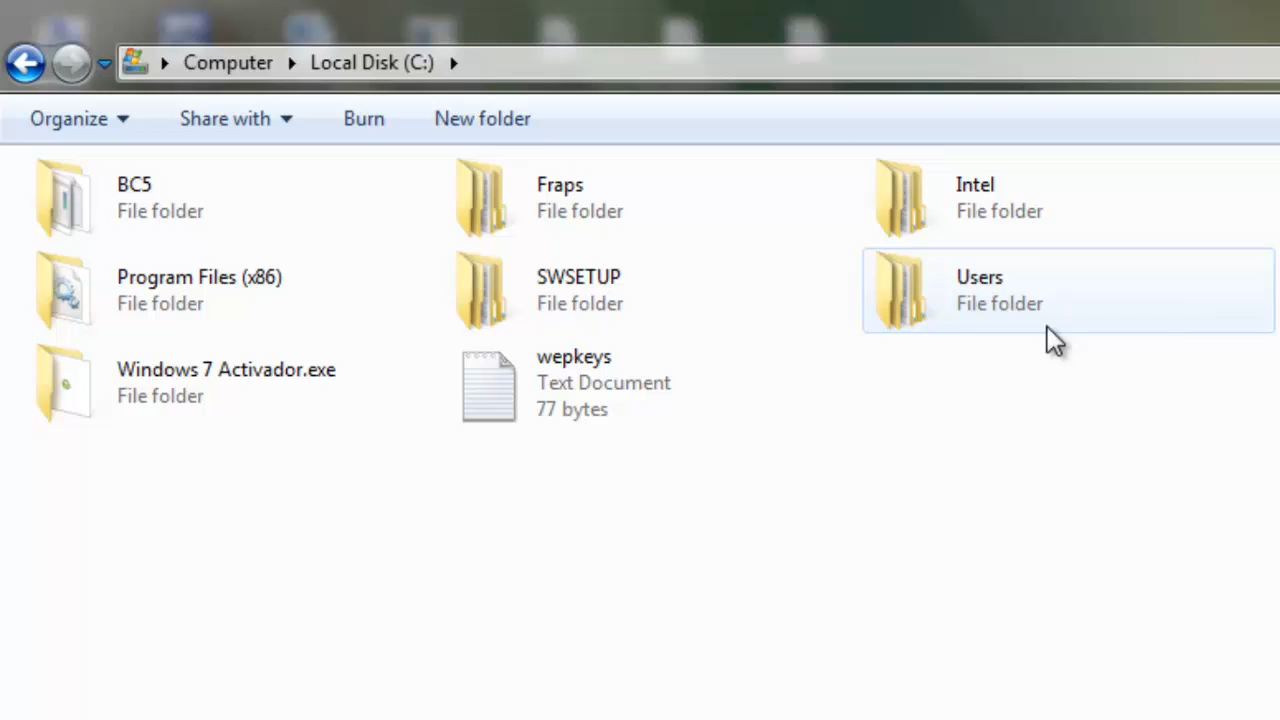 Computer
Local Disk (C:)
Organize
Share with
Burn
New folder
BC5
File folder
Fraps
File folder
Intel
File folder
Program Files (x86)
File folder
SWSETUP
File folder
Users
File folder
Windows 7 Activador.exe
File folder
wepkeys
Text Document
77 bytes